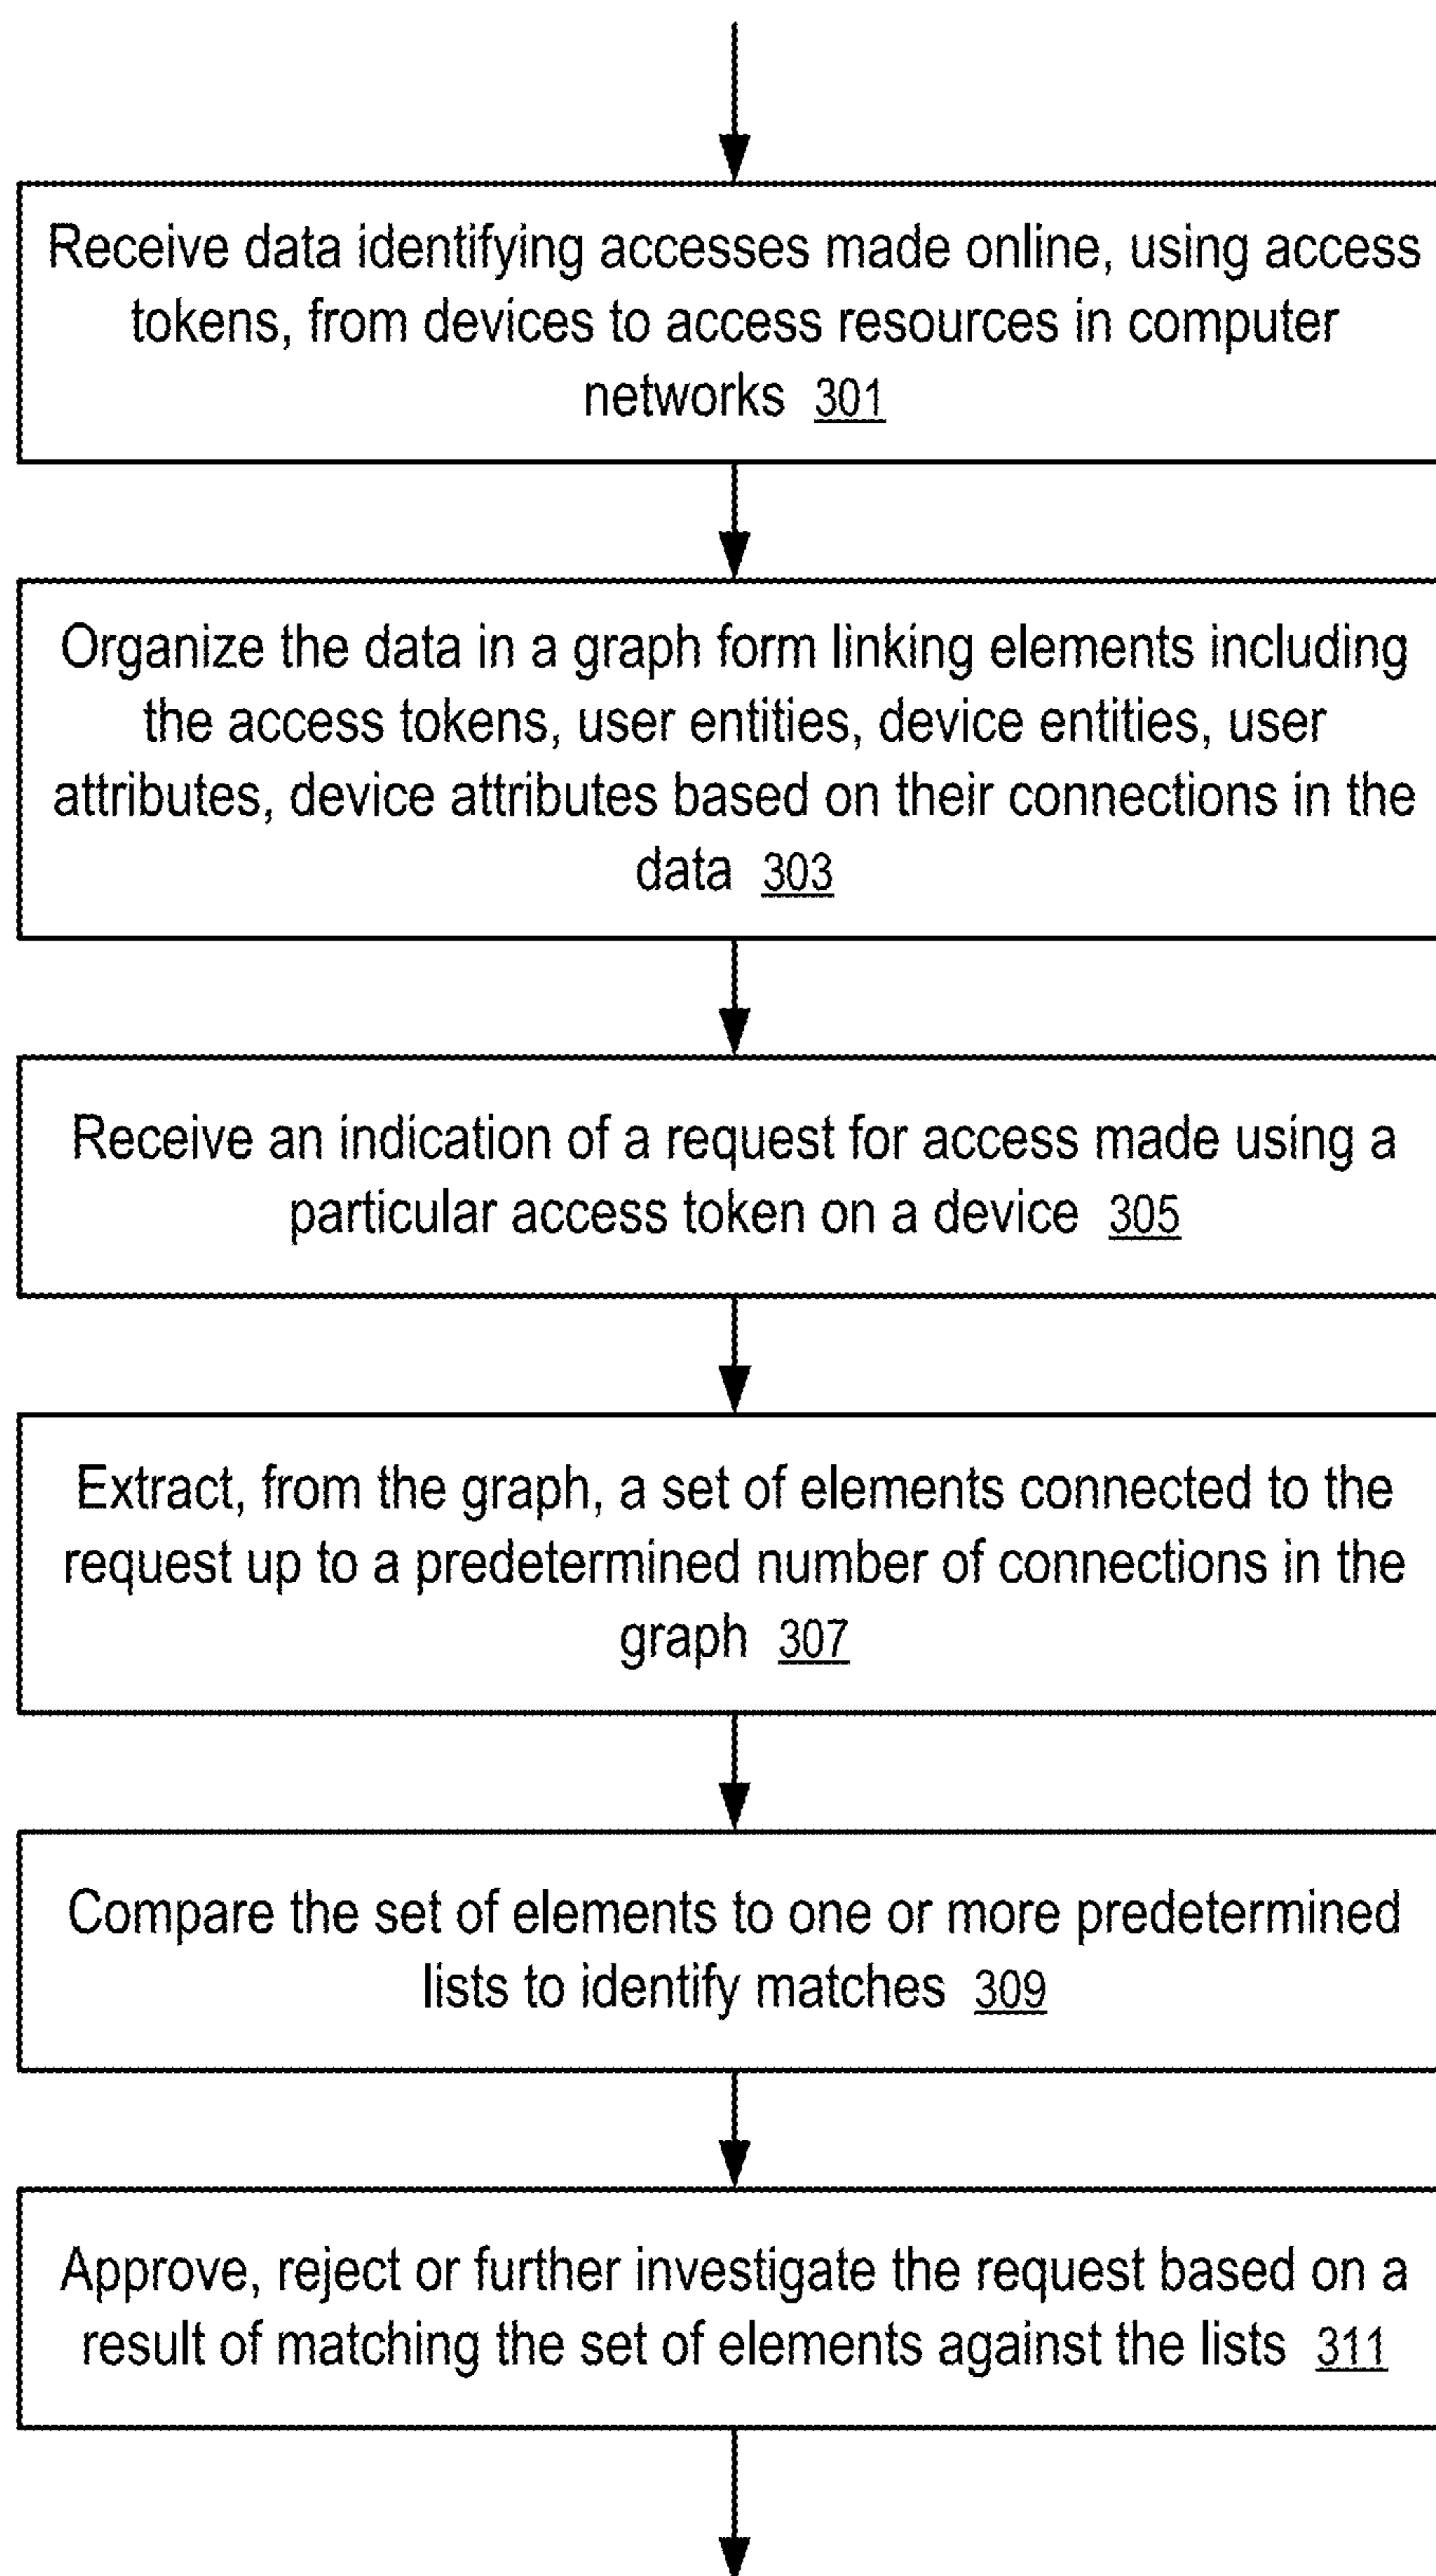 Receive data identifying accesses made online, using access
tokens, from devices to access resources in computer
networks 301
Organize the data in a graph form linking elements including
the access tokens, user entities, device entities, user
attributes, device attributes based on their connections in the
data 303
Receive an indication of a request for access made using a
particular access token on a device 305
Extract, from the graph, a set of elements connected to the
request up to a predetermined number of connections in the
graph 307
Compare the set of elements to one or more predetermined
lists to identify matches 309
Approve, reject or further investigate the request based on a
result of matching the set of elements against the lists 311